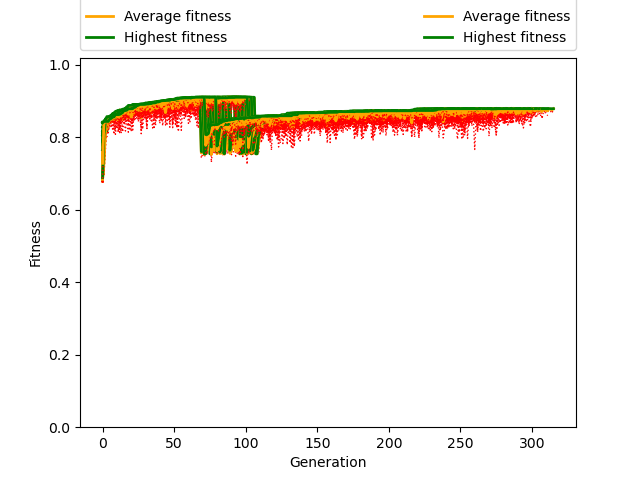 Average fitness Average fitness
Highest fitness Highest fitness
1.0
0.8
0.6
0.4
0.2
0.0
Fitness
0 50 100 150 200 250 300
Generation